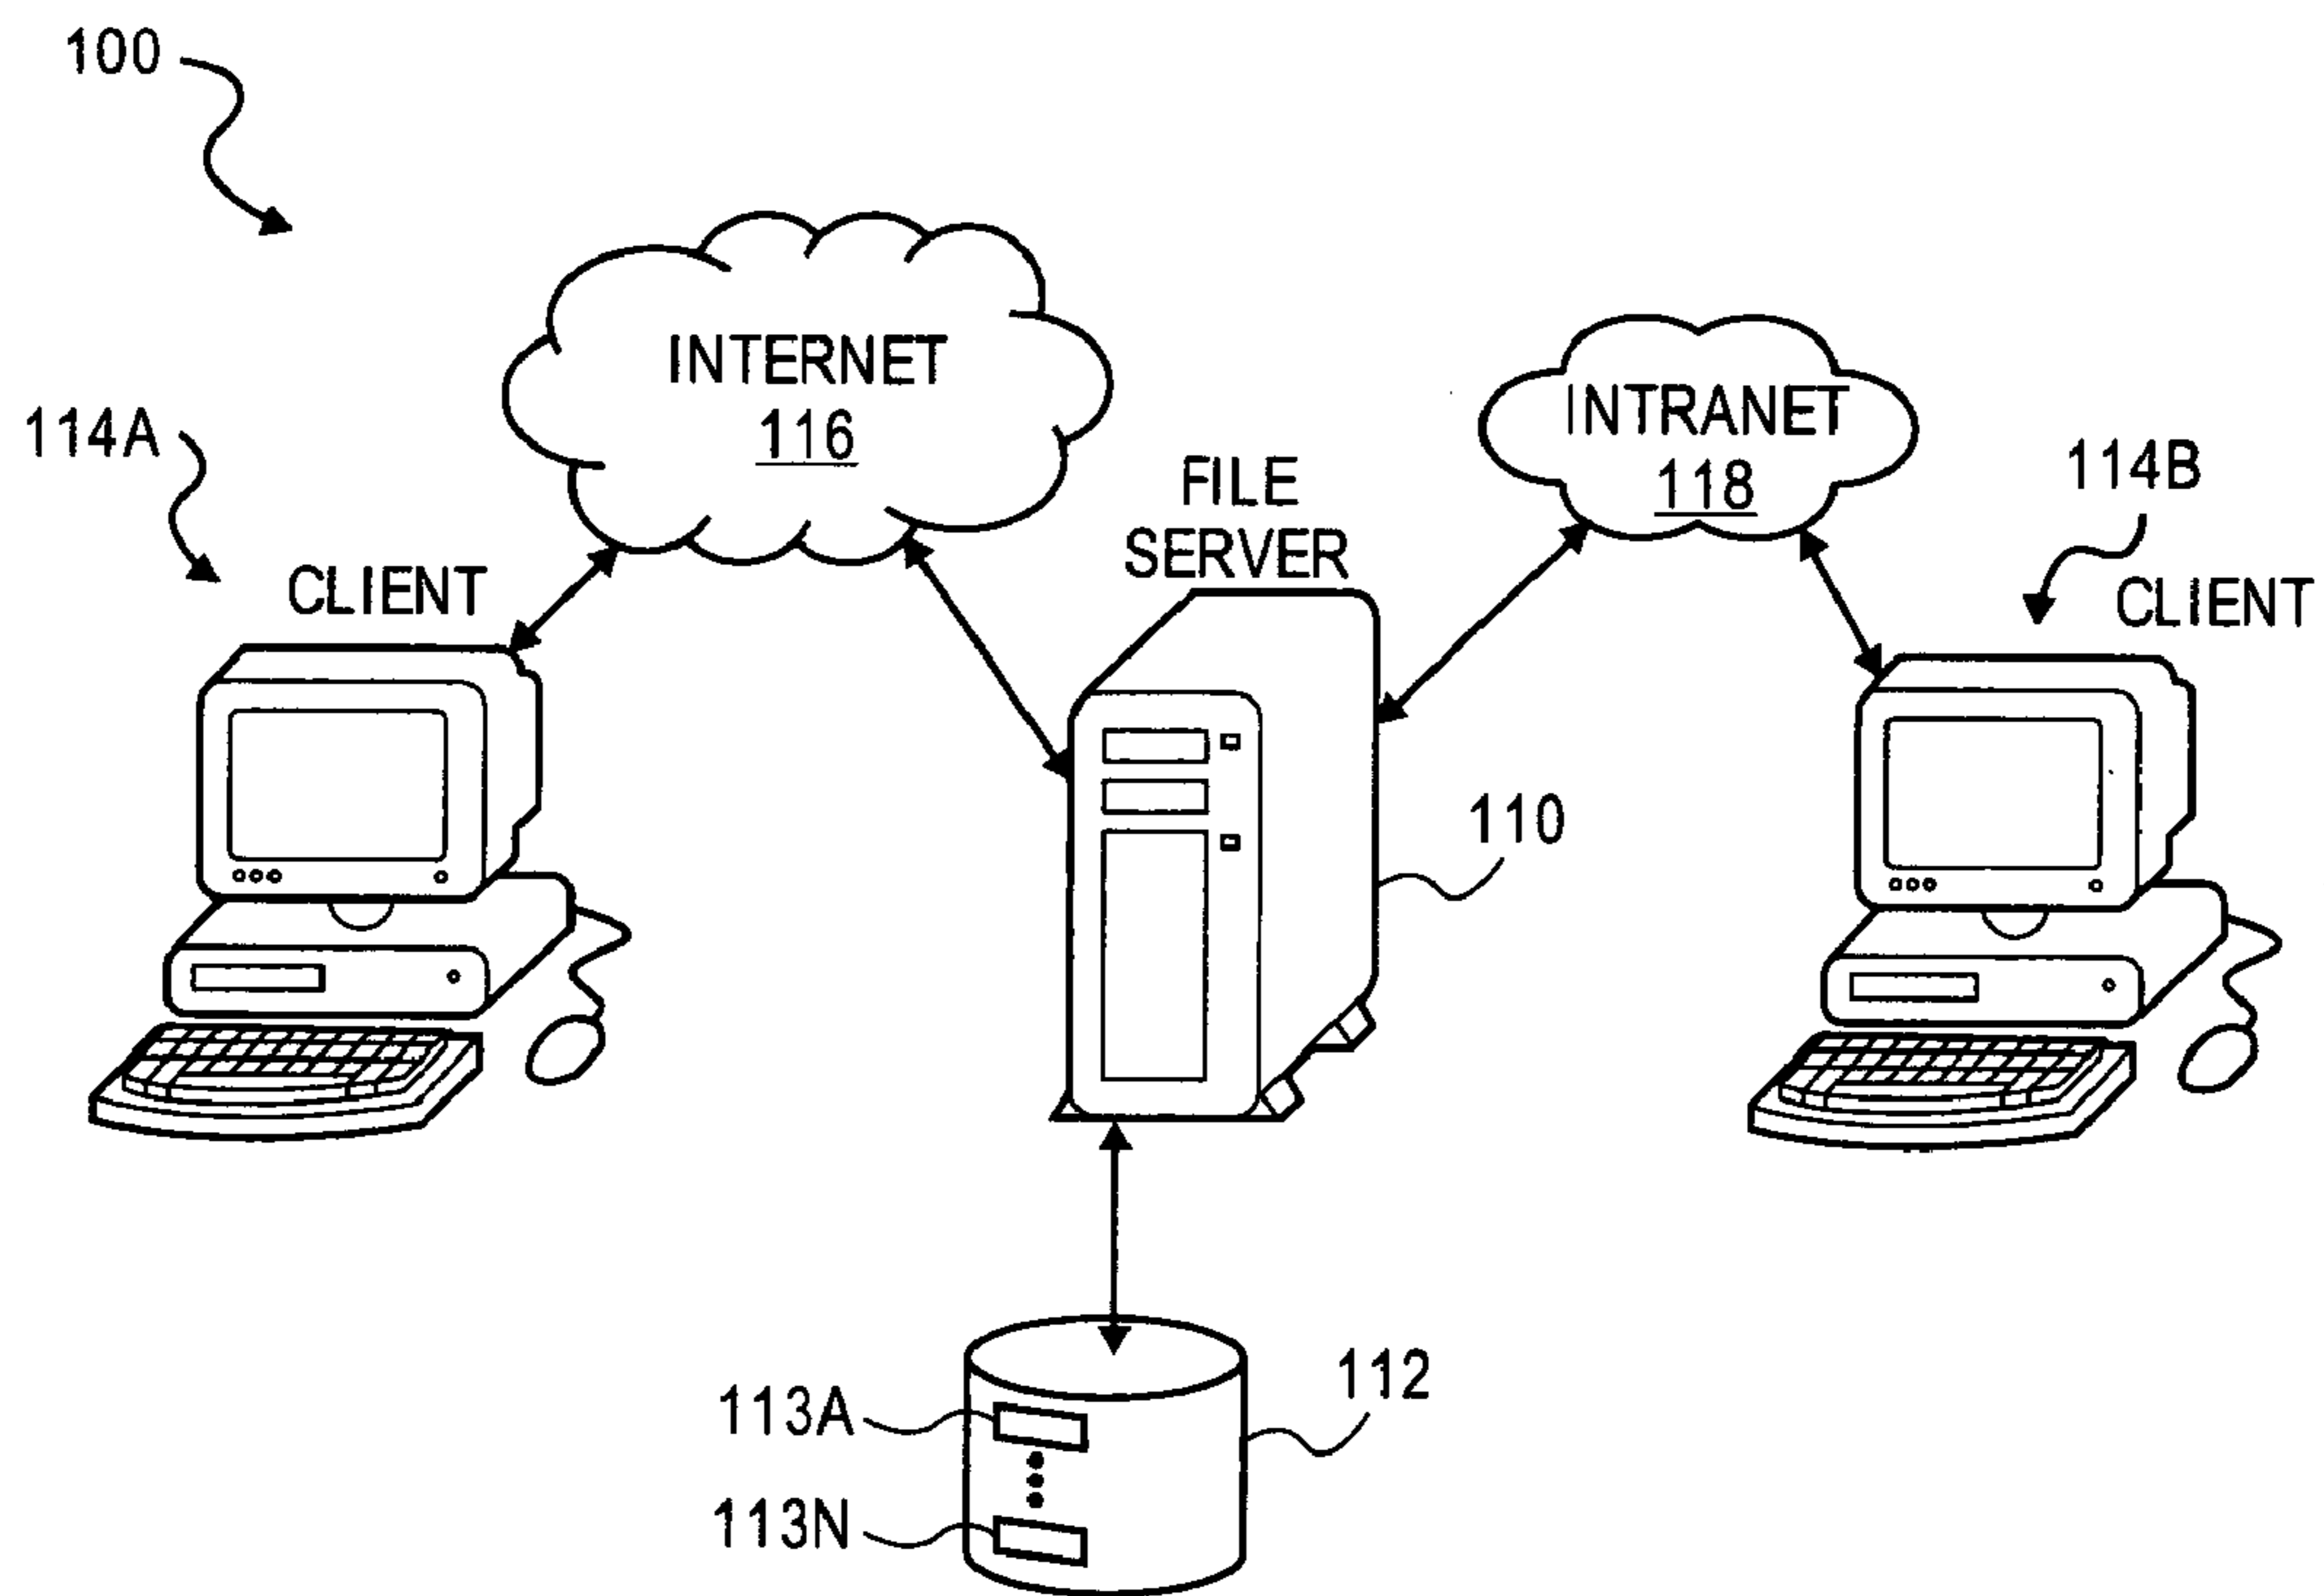 100
INTERNET
116
INTRANET
118
114A
114B
FILE
SERVER
CLIENT
CLIENT
110
112
113A
113N